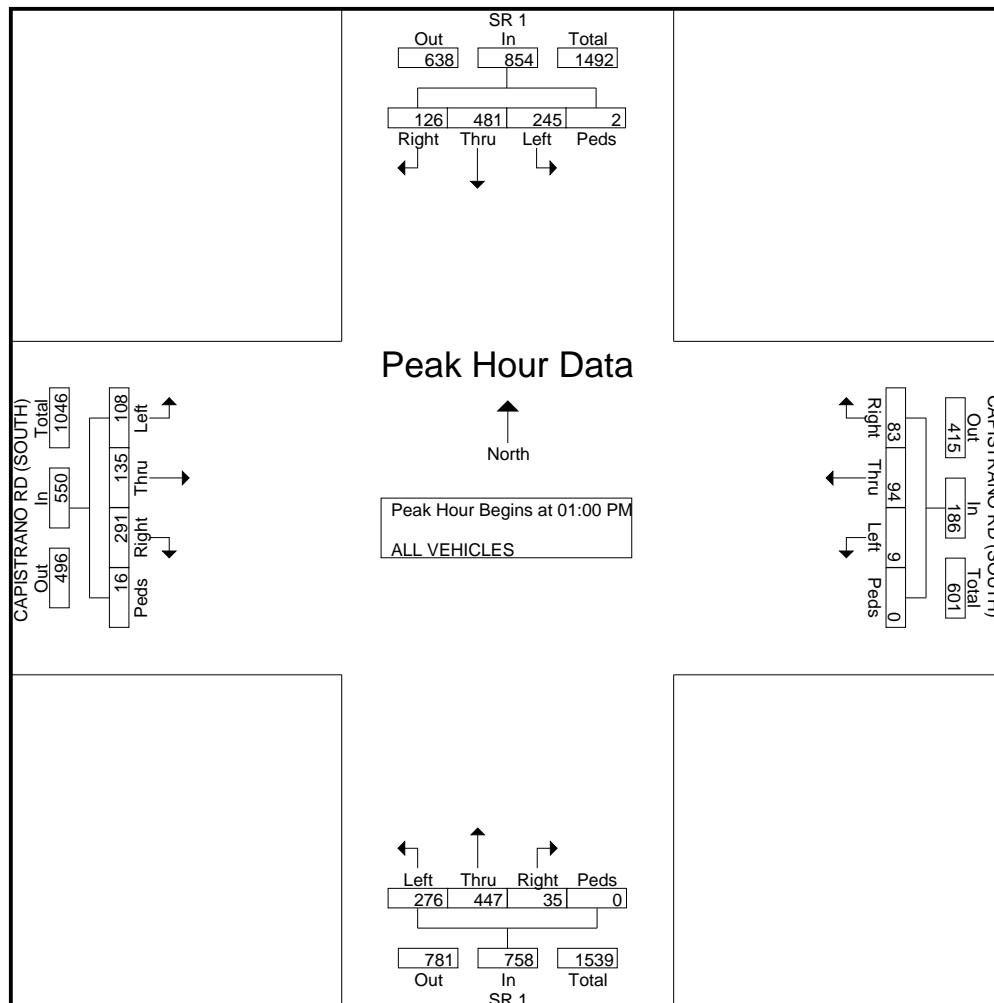 SR 1
Out In Total
638 854 1492
126 481 245 2
Right Thru Left Peds
Peak Hour Data
North
Peak Hour Begins at 01:00 PM
ALL VEHICLES
CAPISTRANO RD (SOUTH)
Out In Total
496 550 1046
108 135 291 16
Left Thru Right Peds
CAPISTRANO RD (SOUTH)
Out In Total
415 186 601
Right Thru Left Peds
83 94 9 0
Left Thru Right Peds
276 447 35 0
781 758 1539
Out In Total
SR 1